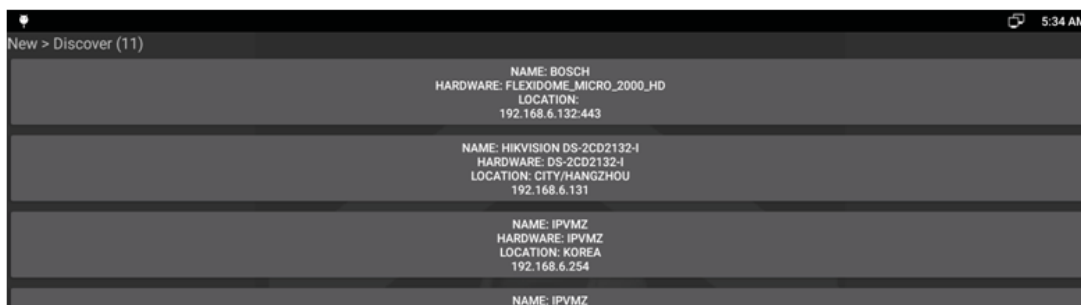 5:34 AM
New > Discover (11)
NAME: BOSCH
HARDWARE: FLEXIDOME_MICRO_2000_HD
LOCATION:
192.168.6.132:443
NAME: HIKVISION DS-2CD2132-I
HARDWARE: DS-2CD2132-I
LOCATION: CITY/HANGZHOU
192.168.6.131
NAME: IPVMZ
HARDWARE: IPVMZ
LOCATION: KOREA
192.168.6.254
NAME: IPVMZ